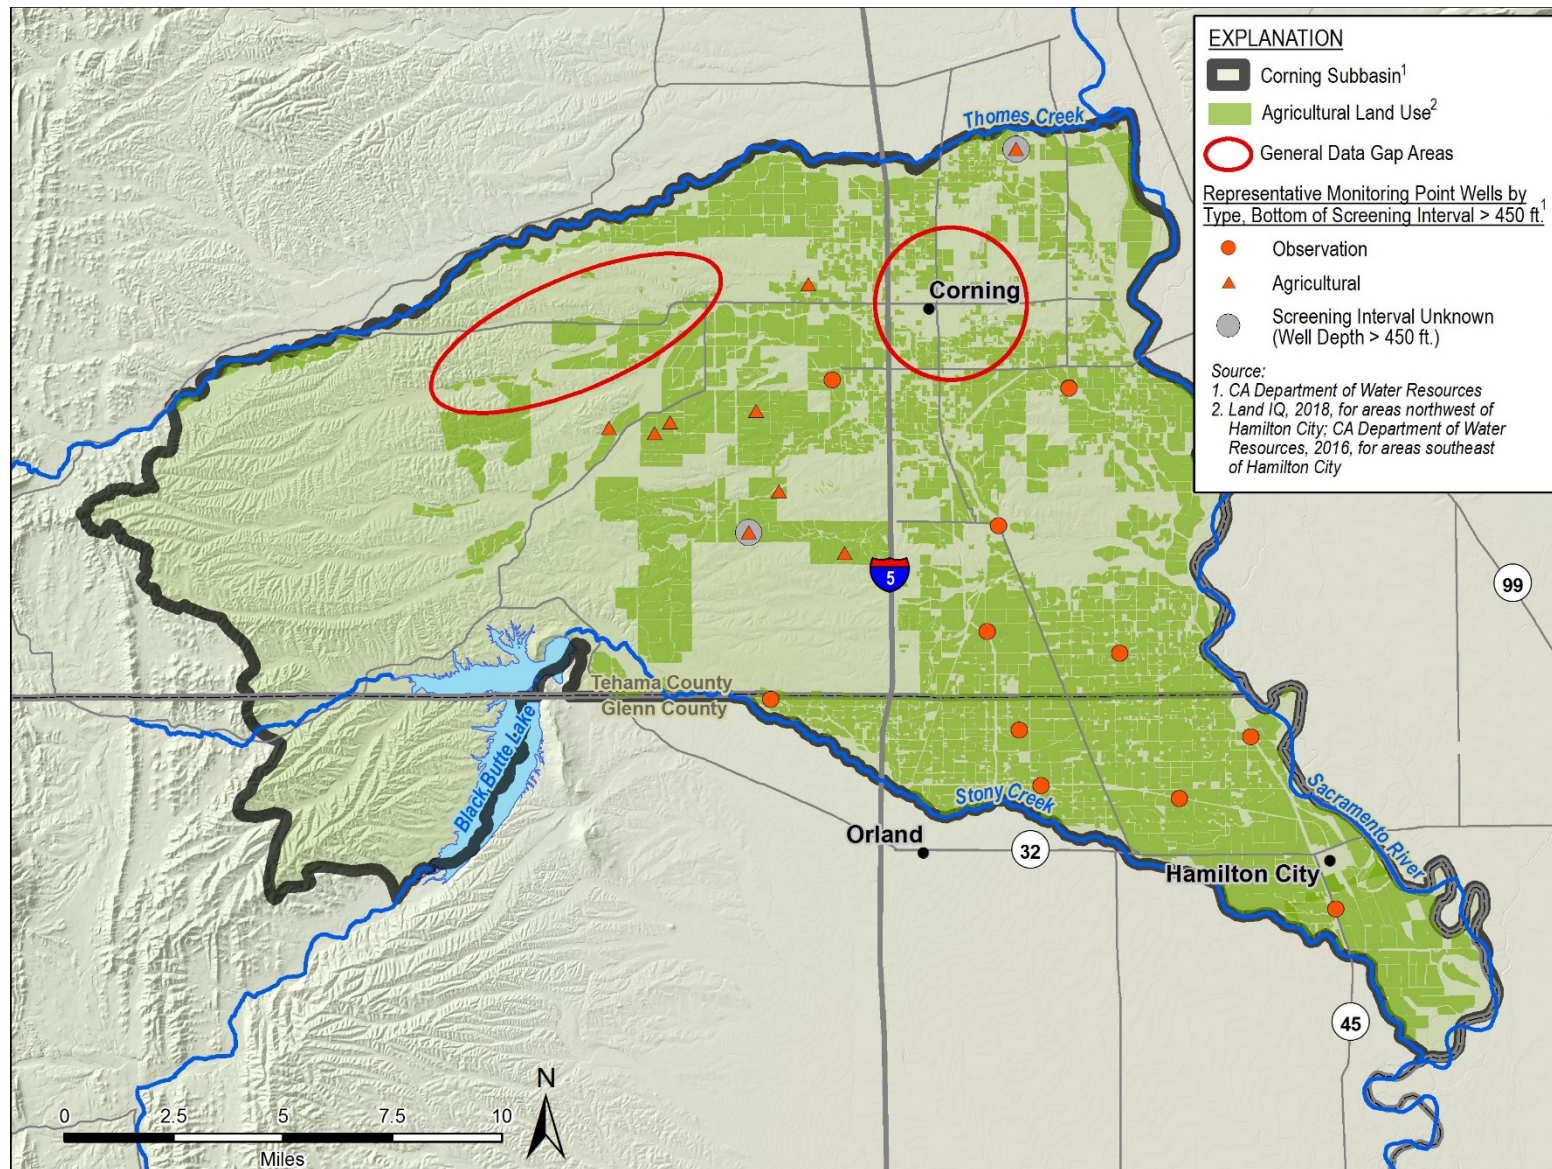 EXPLANATION
Corning Subbasin1
Agricultural Land Use2
General Data Gap Areas
Representative Monitoring Point Wells by
Type, Bottom of Screening Interval > 450 ft.1
Observation
Agricultural
Screening Interval Unknown
(Well Depth > 450 ft.)
Source:
1. CA Department of Water Resources
2. Land IQ, 2018, for areas northwest of
Hamilton City; CA Department of Water
Resources, 2016, for areas southeast
of Hamilton City
Thomes Creek
Corning
5
99
Tehama County
Glenn County
Black Butte Lake
Stony Creek
Sacramento River
Orland
32
Hamilton City
45
N
0 2.5 5 7.5 10
Miles